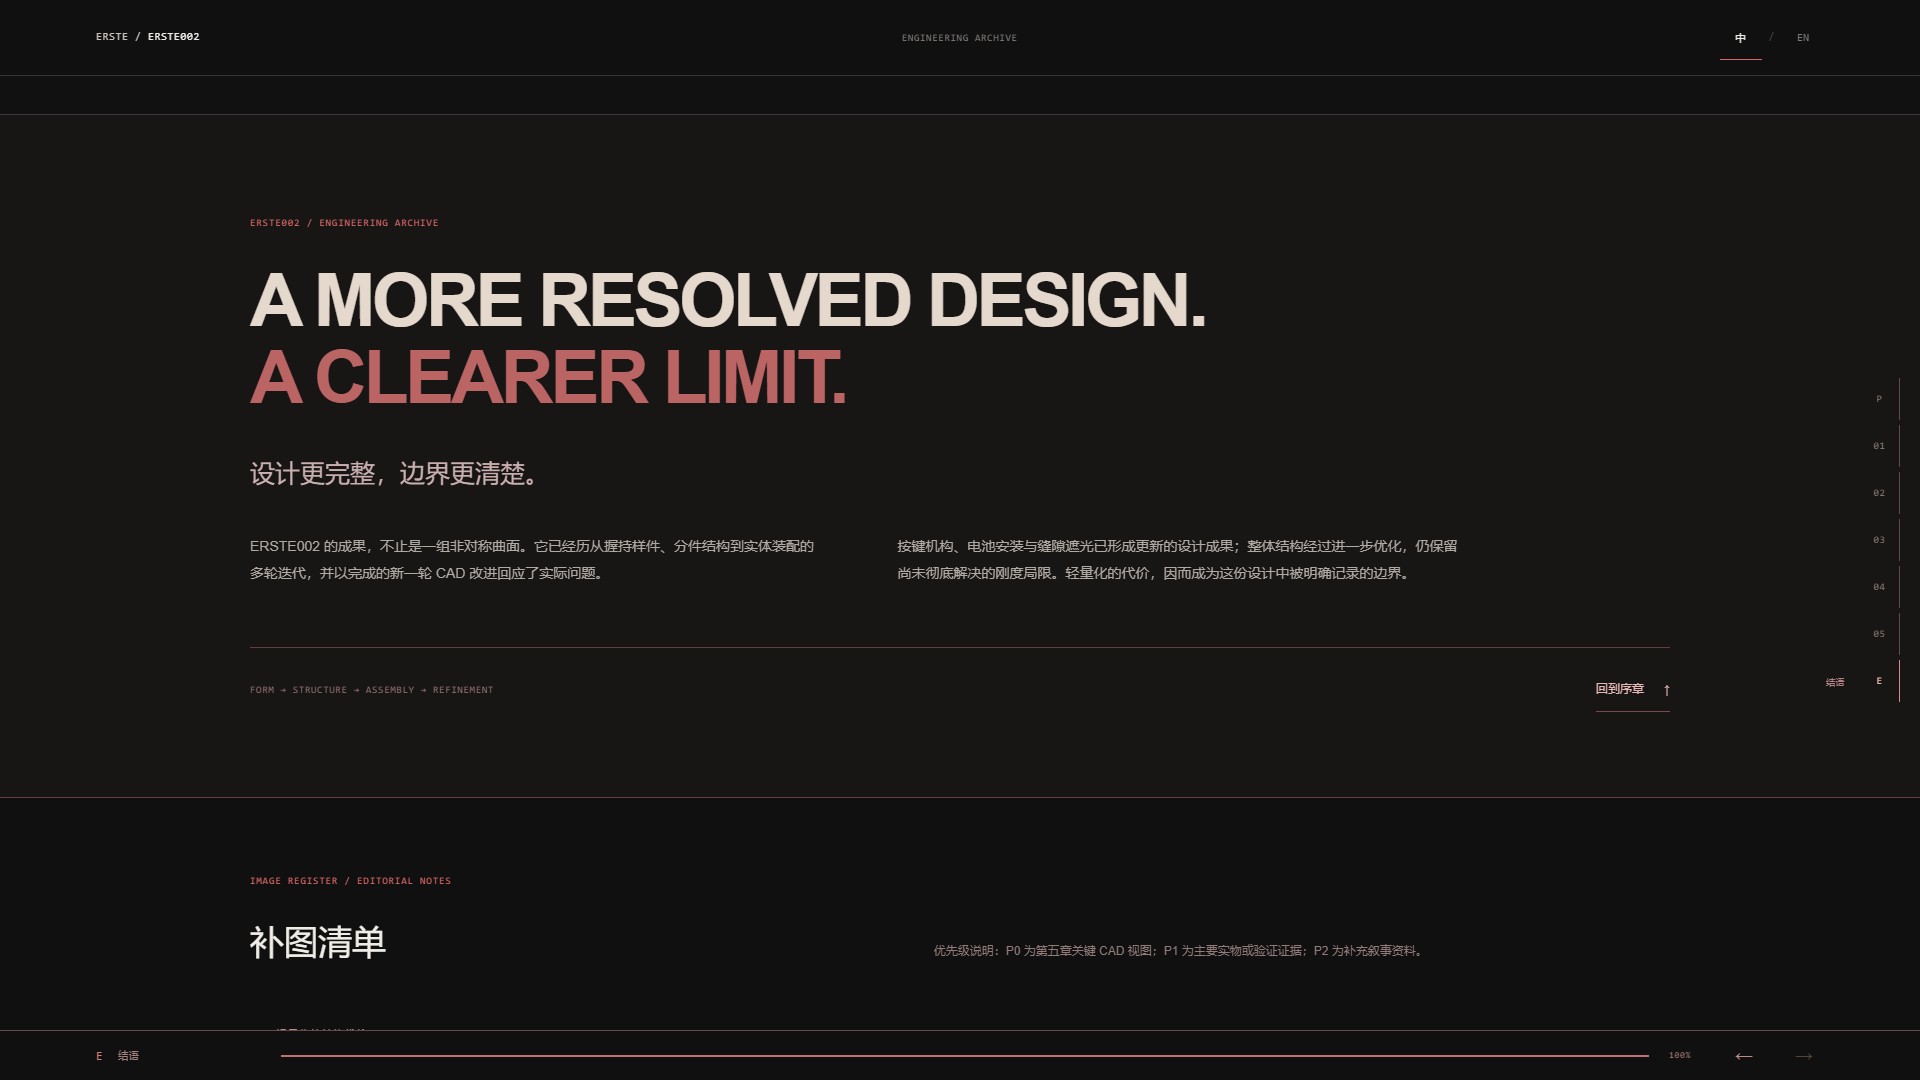 ERSTE / ERSTE002
ENGINEERING ARCHIVE
中 / EN
ERSTE002 / ENGINEERING ARCHIVE
A MORE RESOLVED DESIGN.
A CLEARER LIMIT.
设计更完整，边界更清楚。
ERSTE002 的成果，不止是一组非对称曲面。它已经历从握持样件、分件结构到实体装配的
多轮迭代，并以完成的新一轮 CAD 改进回应了实际问题。
按键机构、电池安装与缝隙遮光已形成更新的设计成果；整体结构经过进一步优化，仍保留
尚未彻底解决的刚度局限。轻量化的代价，因而成为这份设计中被明确记录的边界。
FORM → STRUCTURE → ASSEMBLY → REFINEMENT
回到序章 ↑
P
01
02
03
04
05
结语 E
IMAGE REGISTER / EDITORIAL NOTES
补图清单
优先级说明：P0 为第五章关键 CAD 视图；P1 为主要实物或验证证据；P2 为补充叙事资料。
E 结语
100%
← →